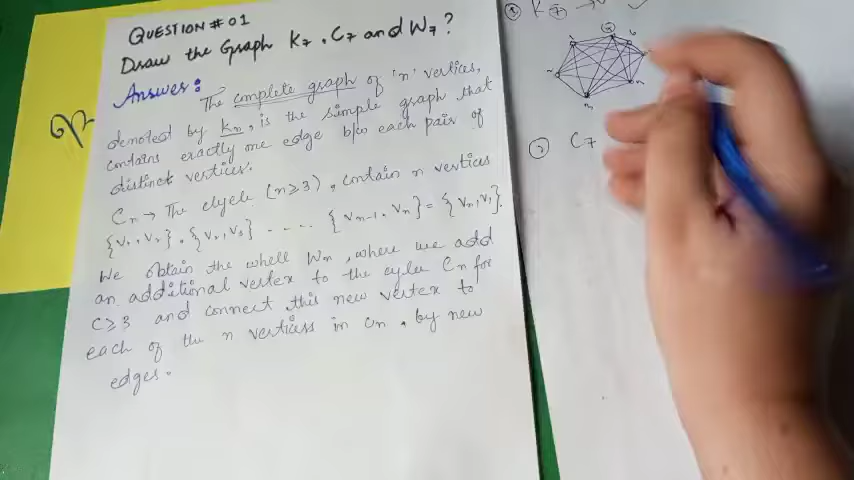 QUESTION # 01
Draw the Graph K7, C7 and W7?
Answer:
The complete graph of 'n' vertices,
denoted by kn, is the simple graph that
contains exactly one edge b/w each pair of
distinct vertices.
Cn → The clycle (n≥3), contain n vertices
{v1, v2}, {v2, v3} ..... {vn-1, vn} = {vn, v1}.
We obtain the whell Wn, where we add
an additional vertex to the cyler Cn for
C≥3 and connect this new vertex to
each of the n vertices in cn, by new
edges.
K7 →
C7